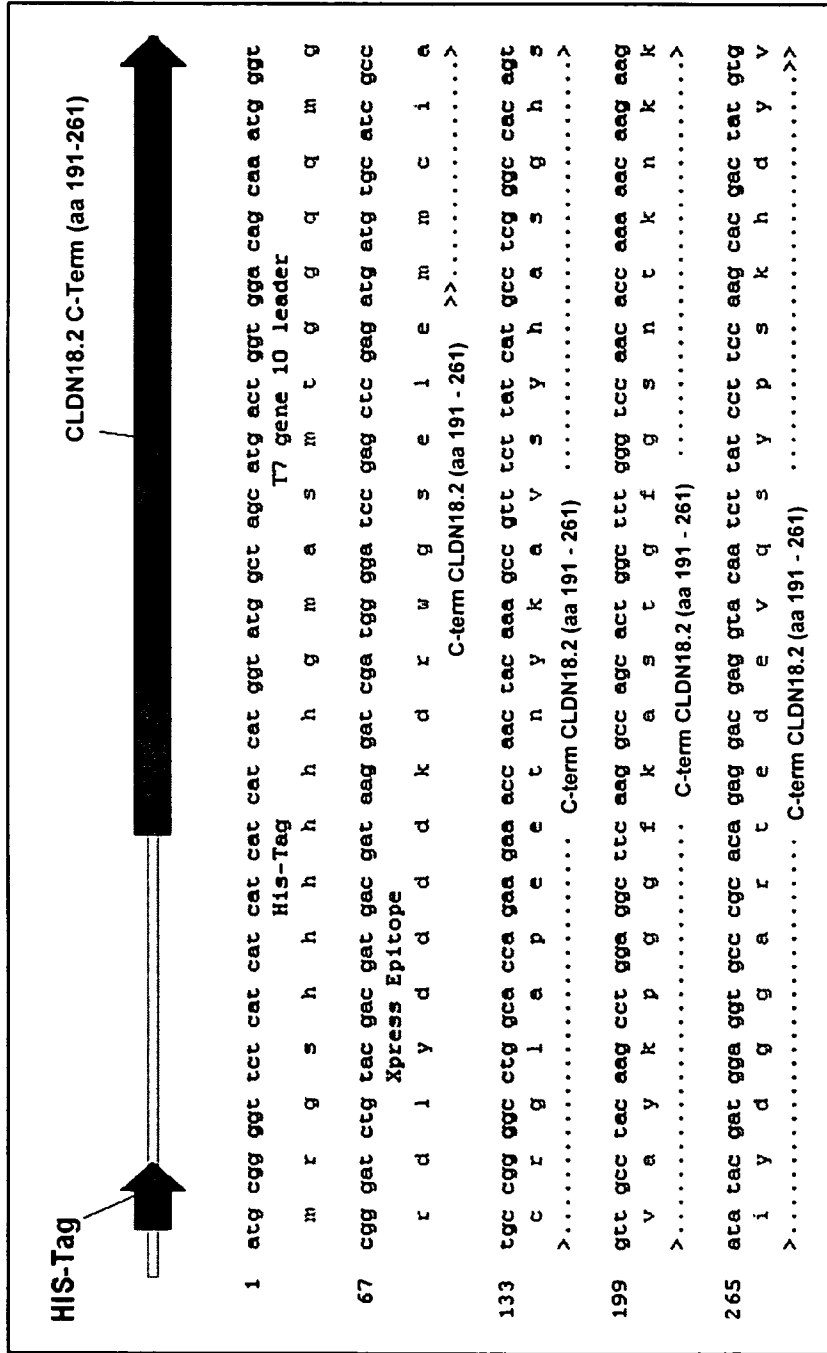 HIS-Tag
CLDN18.2 C-Term (aa 191-261)
1 atg cgg ggt tct cat cat cat cat cat cat ggt atg gct agc atg act ggt gga cag caa atg ggt
His-Tag T7 gene 10 leader
m r g s h h h h h h g m a s m t g g q q m g
67 cgg gat ctg tac gac gat gac gat aag gat cga tgg gga tcc gag ctc gag atg atg tgc atc gcc
Xpress Epitope
r d l y d d d d k d r w g s e l e m m c i a
C-term CLDN18.2 (aa 191 - 261) >>...............>
133 tgc cgg ggc ctg gca cca gaa gaa acc aac tac aaa gcc gtt tct tat cat gcc tcg ggc cac agt
c r g l a p e e t n y k a v s y h a s g h s
>.......................... C-term CLDN18.2 (aa 191 - 261) ..............................>
199 gtt gcc tac aag cct gga ggc ttc aag gcc agc act ggc ttt ggg tcc aac acc aaa aac aag aag
v a y k p g g f k a s t g f g s n t k n k k
>.......................... C-term CLDN18.2 (aa 191 - 261) ..............................>
265 ata tac gat gga ggt gcc cgc aca gag gac gag gta caa tct tat cct tcc aag cac gac tat gtg
i y d g g a r t e d e v q s y p s k h d y v
>.......................... C-term CLDN18.2 (aa 191 - 261) ..............................>>